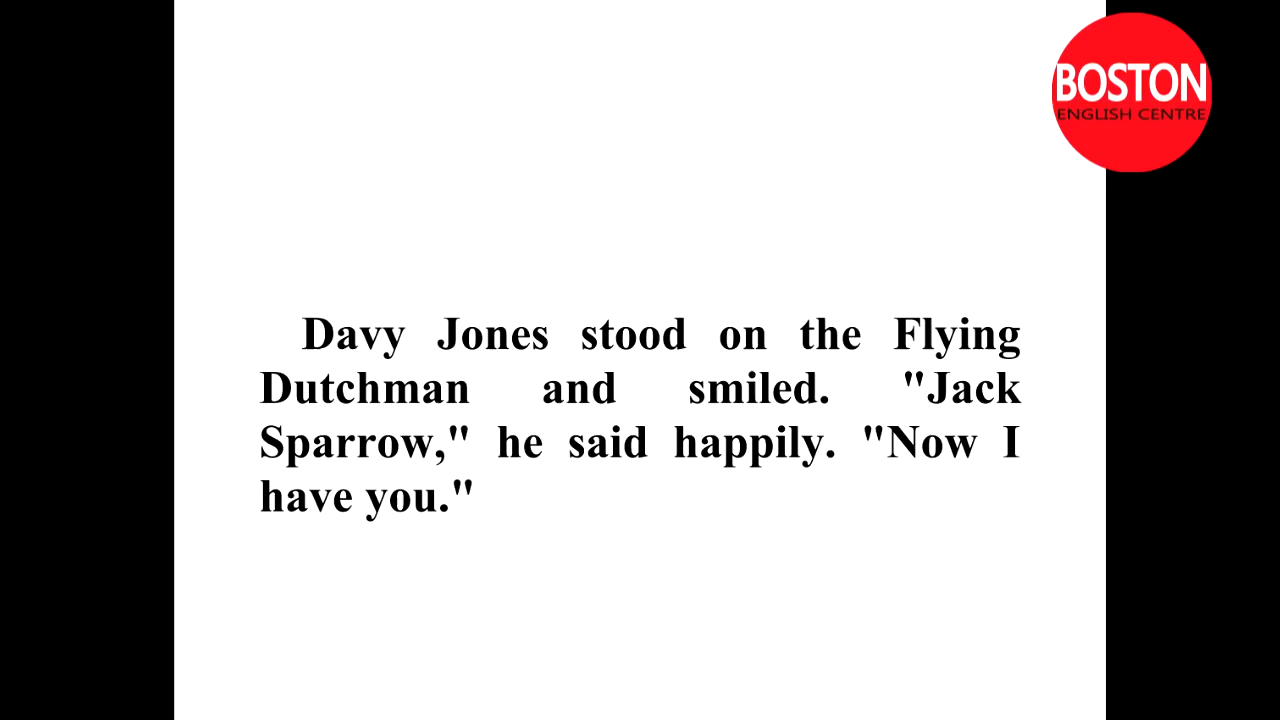 BOSTON
ENGLISH CENTRE
Davy Jones stood on the Flying
Dutchman and smiled. "Jack
Sparrow," he said happily. "Now I
have you."